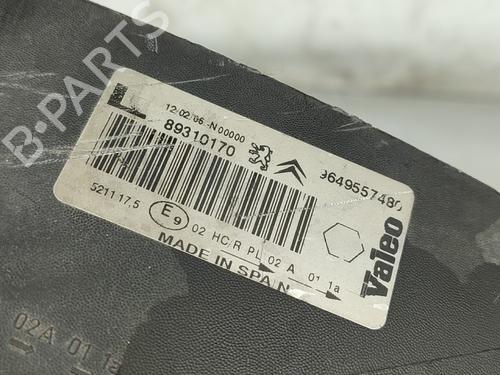 B-PARTS
L
12/02/06 -N00000
89310170
9649557480
5211 17.5
E9 02 HC/R PL 02 A 01 1a
MADE IN SPAIN
Valeo
02A 01 1a